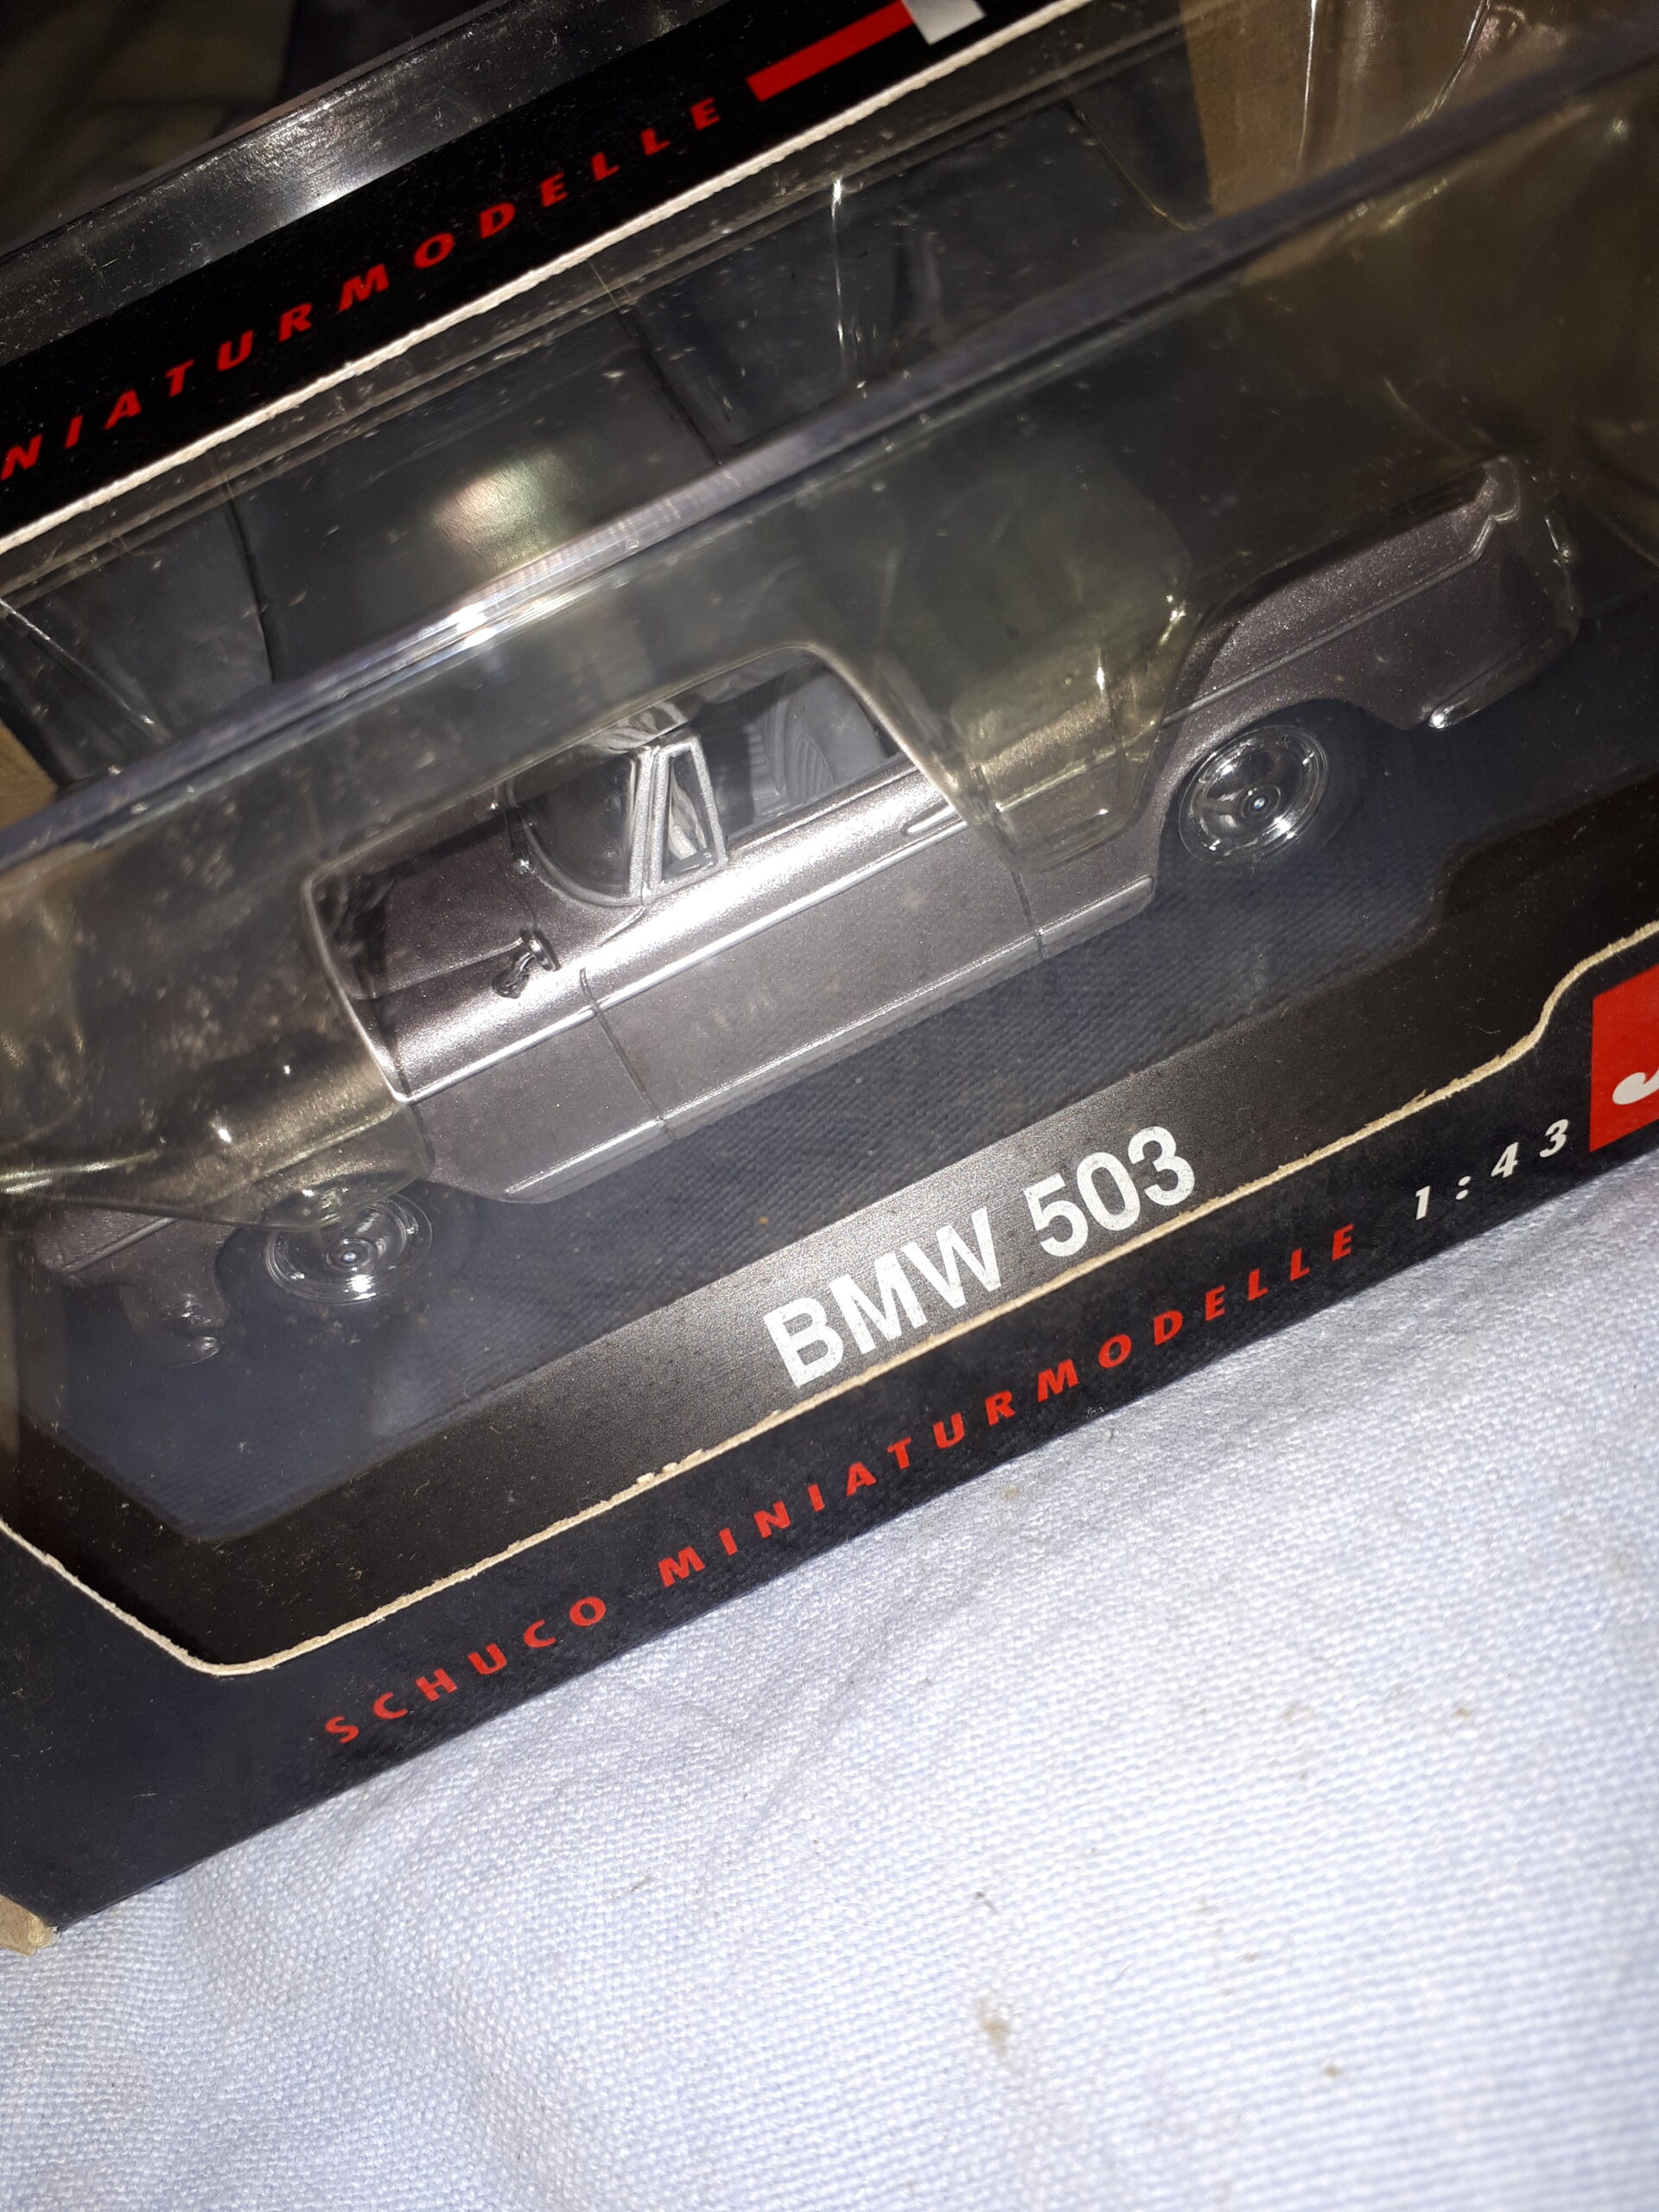 NIATURMODELLE
BMW 503
SCHUCO MINIATURMODELLE 1:43